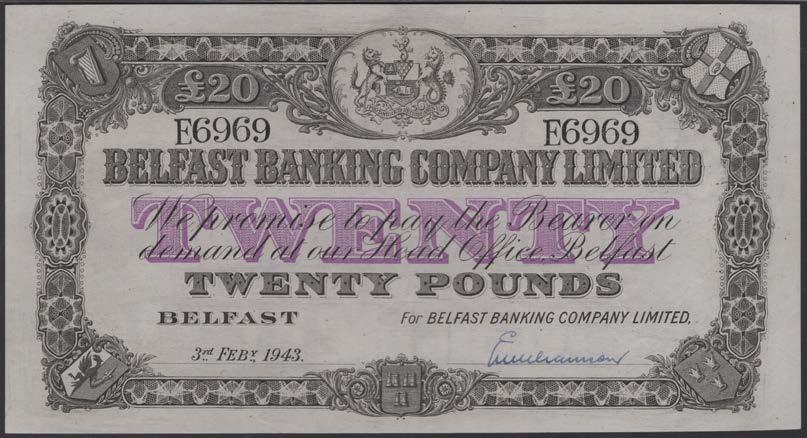 £20 £20
E6969 E6969
BELFAST BANKING COMPANY LIMITED
TWENTY
We promise to pay the Bearer on
demand at our Head Office, Belfast
TWENTY POUNDS
BELFAST For BELFAST BANKING COMPANY LIMITED,
3rd FEBY. 1943.